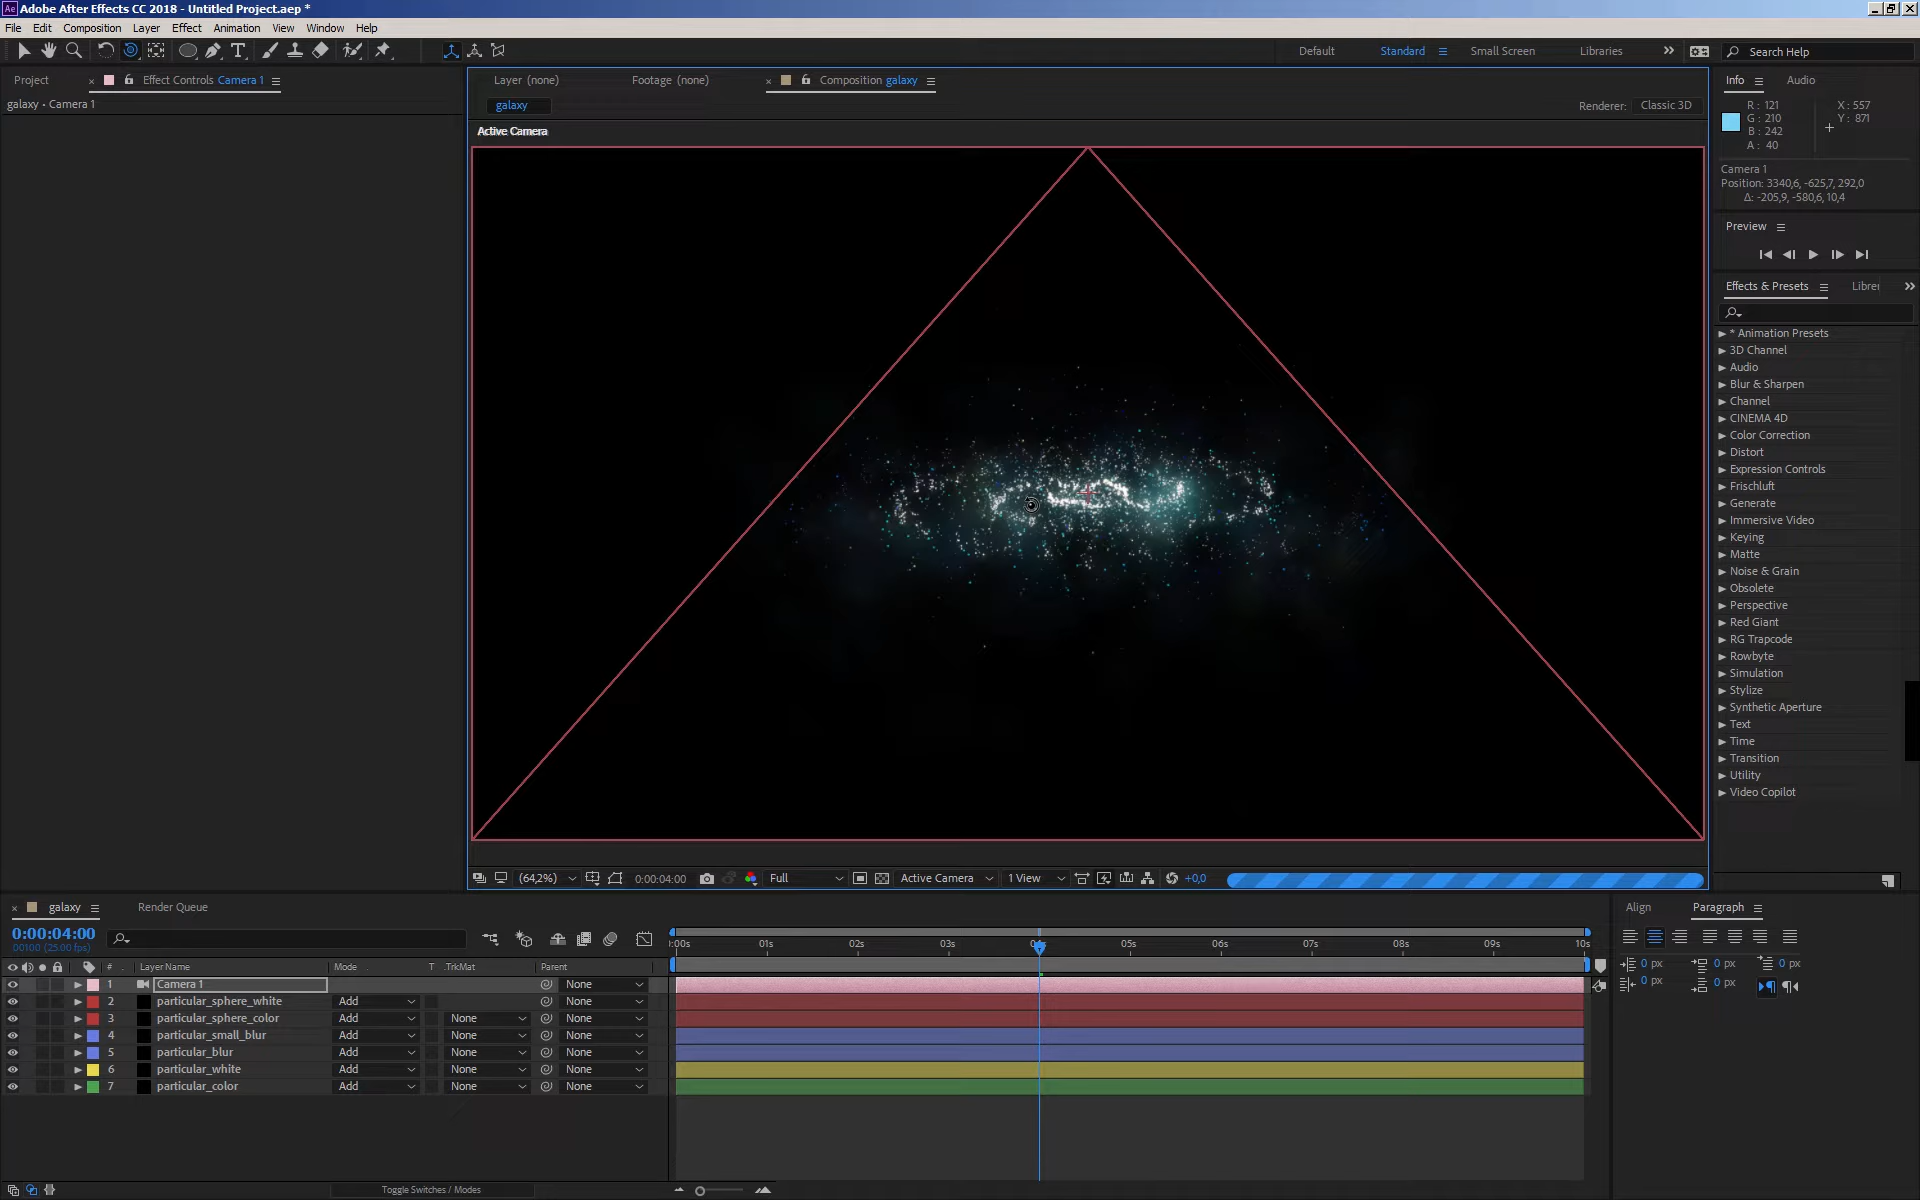 Adobe After Effects CC 2018 - Untitled Project.aep *
File Edit Composition Layer Effect Animation View Window Help
Default Standard Small Screen Libraries Search Help
Project Effect Controls Camera 1
galaxy • Camera 1
Layer (none) Footage (none) Composition galaxy
galaxy Renderer: Classic 3D
Active Camera
Info Audio
R: 121 X: 557
G: 210 Y: 871
B: 242
A: 40
Camera 1
Position: 3340,6, -625,7, 292,0
Δ: -205,9, -580,6, 10,4
Preview
Effects & Presets Librei
* Animation Presets
3D Channel
Audio
Blur & Sharpen
Channel
CINEMA 4D
Color Correction
Distort
Expression Controls
Frischluft
Generate
Immersive Video
Keying
Matte
Noise & Grain
Obsolete
Perspective
Red Giant
RG Trapcode
Rowbyte
Simulation
Stylize
Synthetic Aperture
Text
Time
Transition
Utility
Video Copilot
(64,2%) 0:00:04:00 Full Active Camera 1 View +0,0
galaxy Render Queue
0:00:04:00
00100 (25.00 fps)
:00s 01s 02s 03s 05s 06s 07s 08s 09s 10s
# Layer Name Mode T .TrkMat Parent
1 Camera 1 None
2 particular_sphere_white Add None
3 particular_sphere_color Add None None
4 particular_small_blur Add None None
5 particular_blur Add None None
6 particular_white Add None None
7 particular_color Add None None
Toggle Switches / Modes
Align Paragraph
0 px 0 px 0 px
0 px 0 px